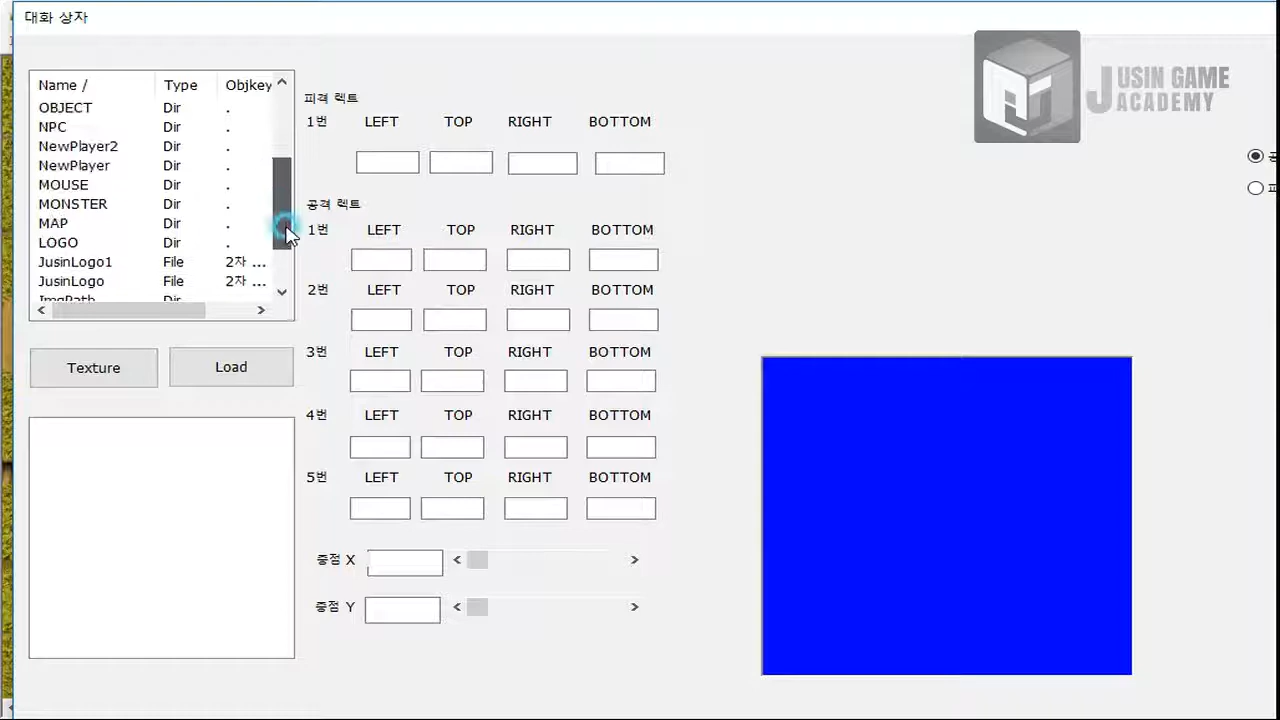 대화 상자
JUSIN GAME
ACADEMY
Name / Type Objkey
OBJECT Dir .
NPC Dir .
NewPlayer2 Dir .
NewPlayer Dir .
MOUSE Dir .
MONSTER Dir .
MAP Dir .
LOGO Dir .
JusinLogo1 File 2차 ...
JusinLogo File 2차 ...
ImgPath Dir
Texture Load
피격 렉트
1번 LEFT TOP RIGHT BOTTOM
공격 렉트
1번 LEFT TOP RIGHT BOTTOM
2번 LEFT TOP RIGHT BOTTOM
3번 LEFT TOP RIGHT BOTTOM
4번 LEFT TOP RIGHT BOTTOM
5번 LEFT TOP RIGHT BOTTOM
중점 X
중점 Y